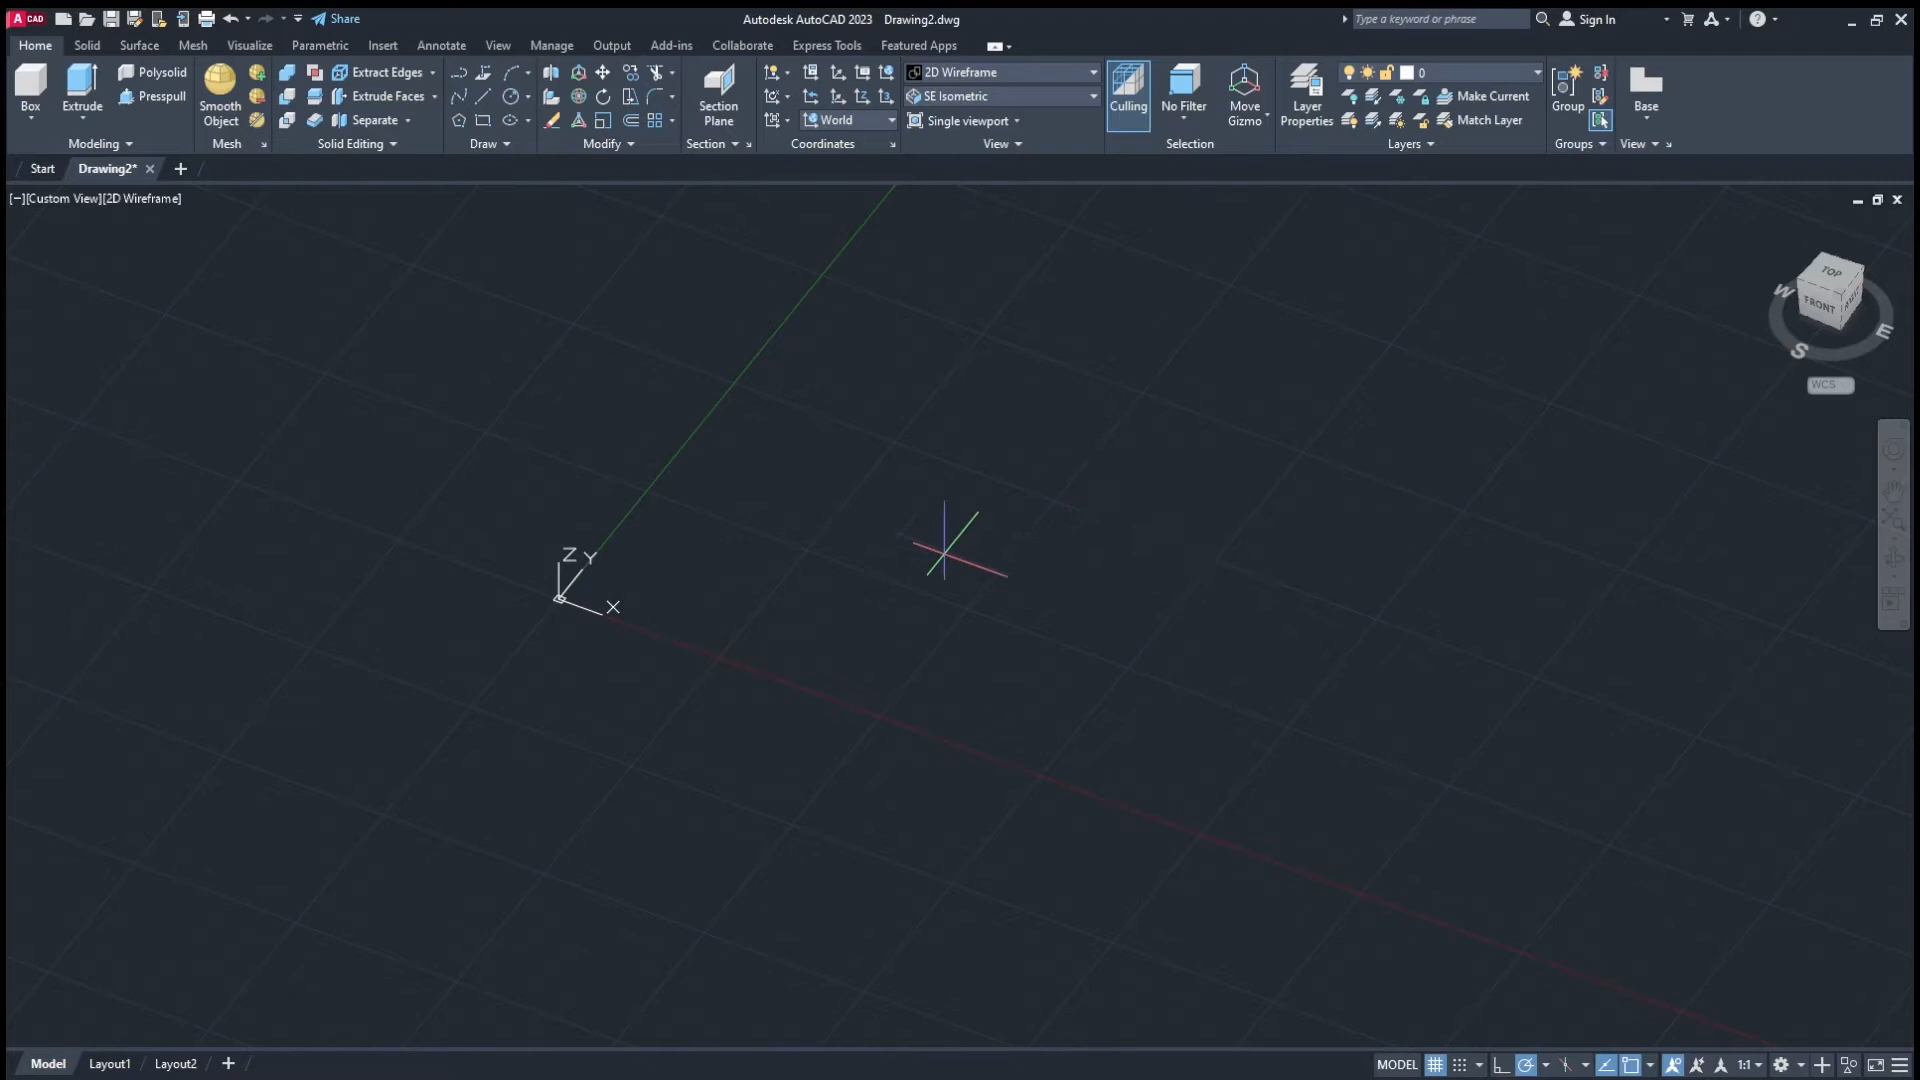 A CAD Share Autodesk AutoCAD 2023 Drawing2.dwg Type a keyword or phrase Sign In
Home Solid Surface Mesh Visualize Parametric Insert Annotate View Manage Output Add-ins Collaborate Express Tools Featured Apps
Box Extrude Polysolid Presspull Modeling
Smooth Object Mesh
Extract Edges Extrude Faces Separate Solid Editing
Draw
Modify
Section Plane Section
World Coordinates
2D Wireframe SE Isometric Single viewport View
Culling No Filter Move Gizmo Selection
Layer Properties 0 Make Current Match Layer Layers
Group Groups
Base View
Start Drawing2*
[−][Custom View][2D Wireframe]
TOP
W FRONT RIGHT
S E
WCS
Z Y
X
Model Layout1 Layout2 MODEL 1:1